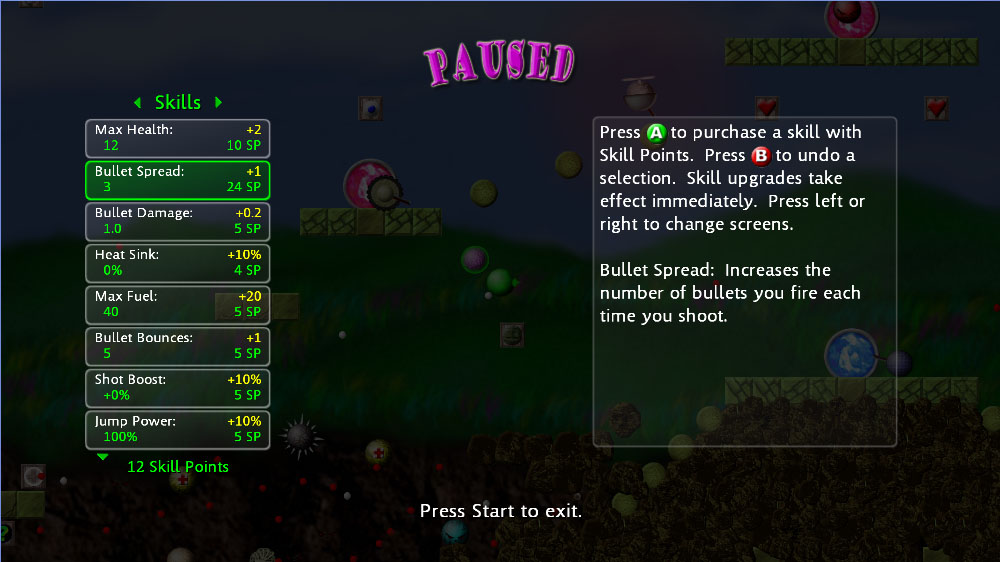 PAUSED
Skills
Max Health: +2
12 10 SP
Bullet Spread: +1
3 24 SP
Bullet Damage: +0.2
1.0 5 SP
Heat Sink: +10%
0% 4 SP
Max Fuel: +20
40 5 SP
Bullet Bounces: +1
5 5 SP
Shot Boost: +10%
+0% 5 SP
Jump Power: +10%
100% 5 SP
12 Skill Points
Press A to purchase a skill with
Skill Points. Press B to undo a
selection. Skill upgrades take
effect immediately. Press left or
right to change screens.
Bullet Spread: Increases the
number of bullets you fire each
time you shoot.
Press Start to exit.
?